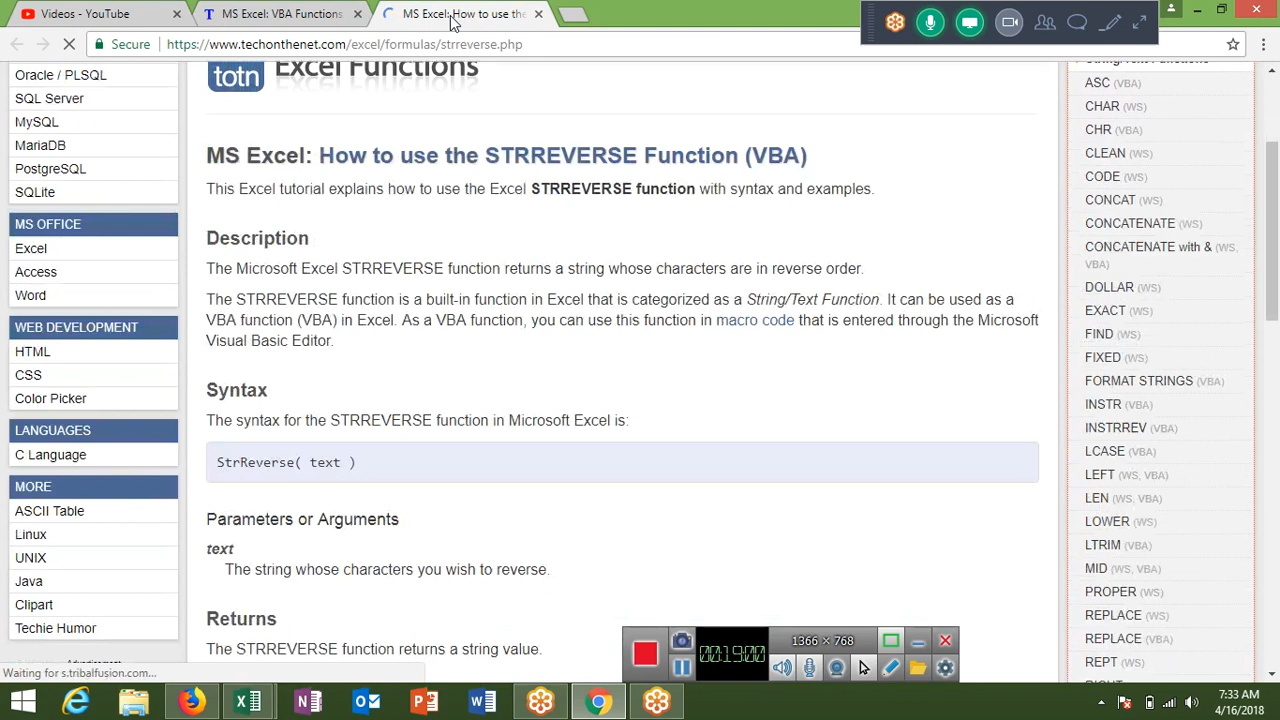 Videos - YouTube
MS Excel: VBA Functions
MS Excel: How to use the
Secure
https://www.techonthenet.com/excel/formulas/strreverse.php
Oracle / PLSQL
SQL Server
MySQL
MariaDB
PostgreSQL
SQLite
MS OFFICE
Excel
Access
Word
WEB DEVELOPMENT
HTML
CSS
Color Picker
LANGUAGES
C Language
MORE
ASCII Table
Linux
UNIX
Java
Clipart
Techie Humor
Advertisement
Waiting for s.tribalfusion.com...
totn Excel Functions
MS Excel: How to use the STRREVERSE Function (VBA)
This Excel tutorial explains how to use the Excel STRREVERSE function with syntax and examples.
Description
The Microsoft Excel STRREVERSE function returns a string whose characters are in reverse order.
The STRREVERSE function is a built-in function in Excel that is categorized as a String/Text Function. It can be used as a
VBA function (VBA) in Excel. As a VBA function, you can use this function in macro code that is entered through the Microsoft
Visual Basic Editor.
Syntax
The syntax for the STRREVERSE function in Microsoft Excel is:
StrReverse( text )
Parameters or Arguments
text
The string whose characters you wish to reverse.
Returns
The STRREVERSE function returns a string value.
String/Text Functions
ASC (VBA)
CHAR (WS)
CHR (VBA)
CLEAN (WS)
CODE (WS)
CONCAT (WS)
CONCATENATE (WS)
CONCATENATE with & (WS,
VBA)
DOLLAR (WS)
EXACT (WS)
FIND (WS)
FIXED (WS)
FORMAT STRINGS (VBA)
INSTR (VBA)
INSTRREV (VBA)
LCASE (VBA)
LEFT (WS, VBA)
LEN (WS, VBA)
LOWER (WS)
LTRIM (VBA)
MID (WS, VBA)
PROPER (WS)
REPLACE (WS)
REPLACE (VBA)
REPT (WS)
00:19:00
1366 × 768
7:33 AM
4/16/2018